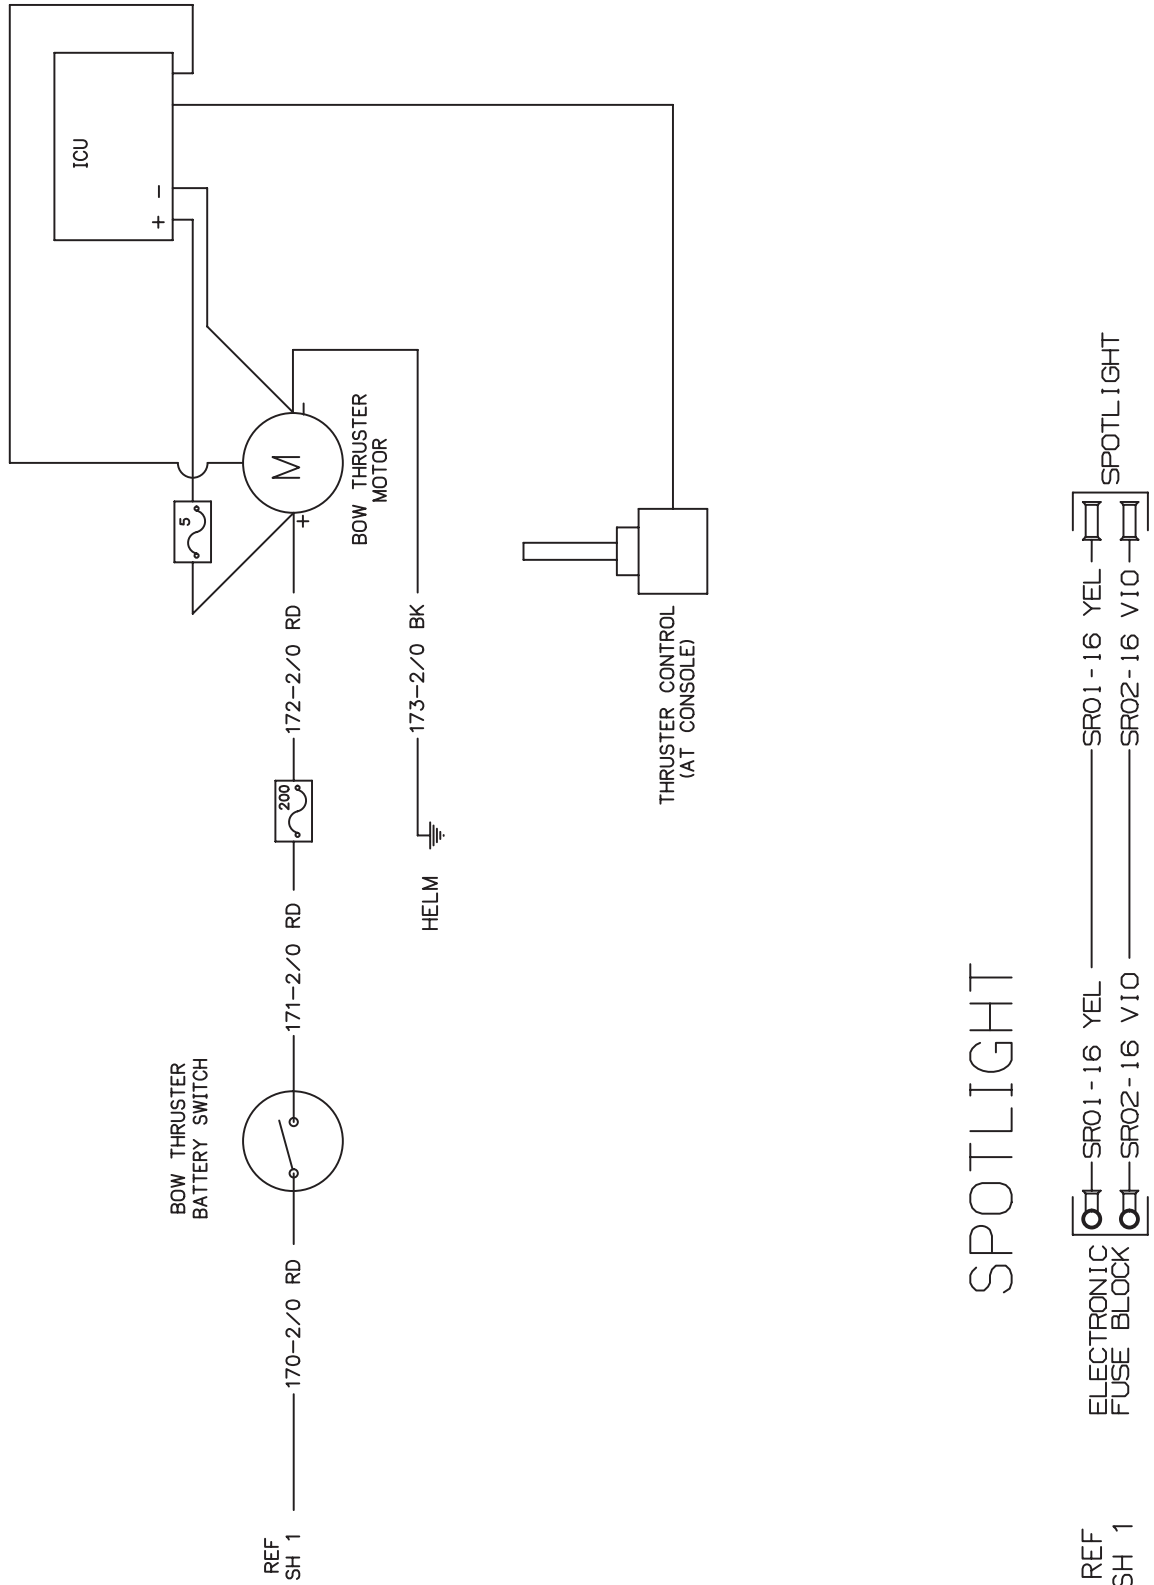 ICU
+ -
5
M
-
+
BOW THRUSTER
MOTOR
REF
SH 1
170-2/0 RD
BOW THRUSTER
BATTERY SWITCH
171-2/0 RD
200
172-2/0 RD
HELM
173-2/0 BK
THRUSTER CONTROL
(AT CONSOLE)
SPOTLIGHT
REF
SH 1
ELECTRONIC
FUSE BLOCK
SR01-16 YEL
SR01-16 YEL
SR02-16 VIO
SR02-16 VIO
SPOTLIGHT